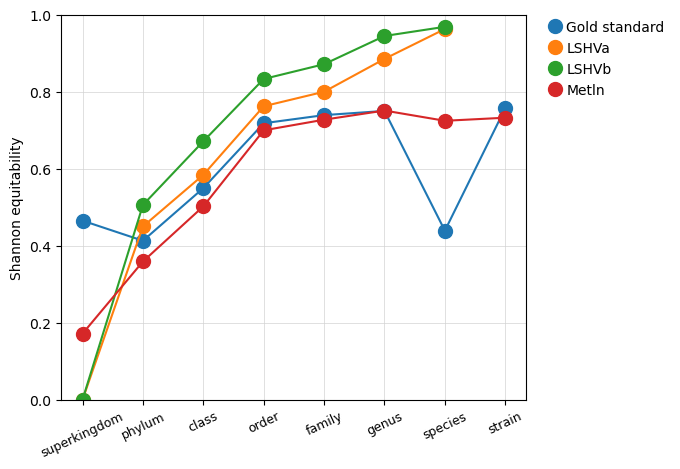 Gold standard
LSHVa
LSHVb
Metln
Shannon equitability
1.0
0.8
0.6
0.4
0.2
0.0
superkingdom
phylum
class
order
family
genus
species
strain